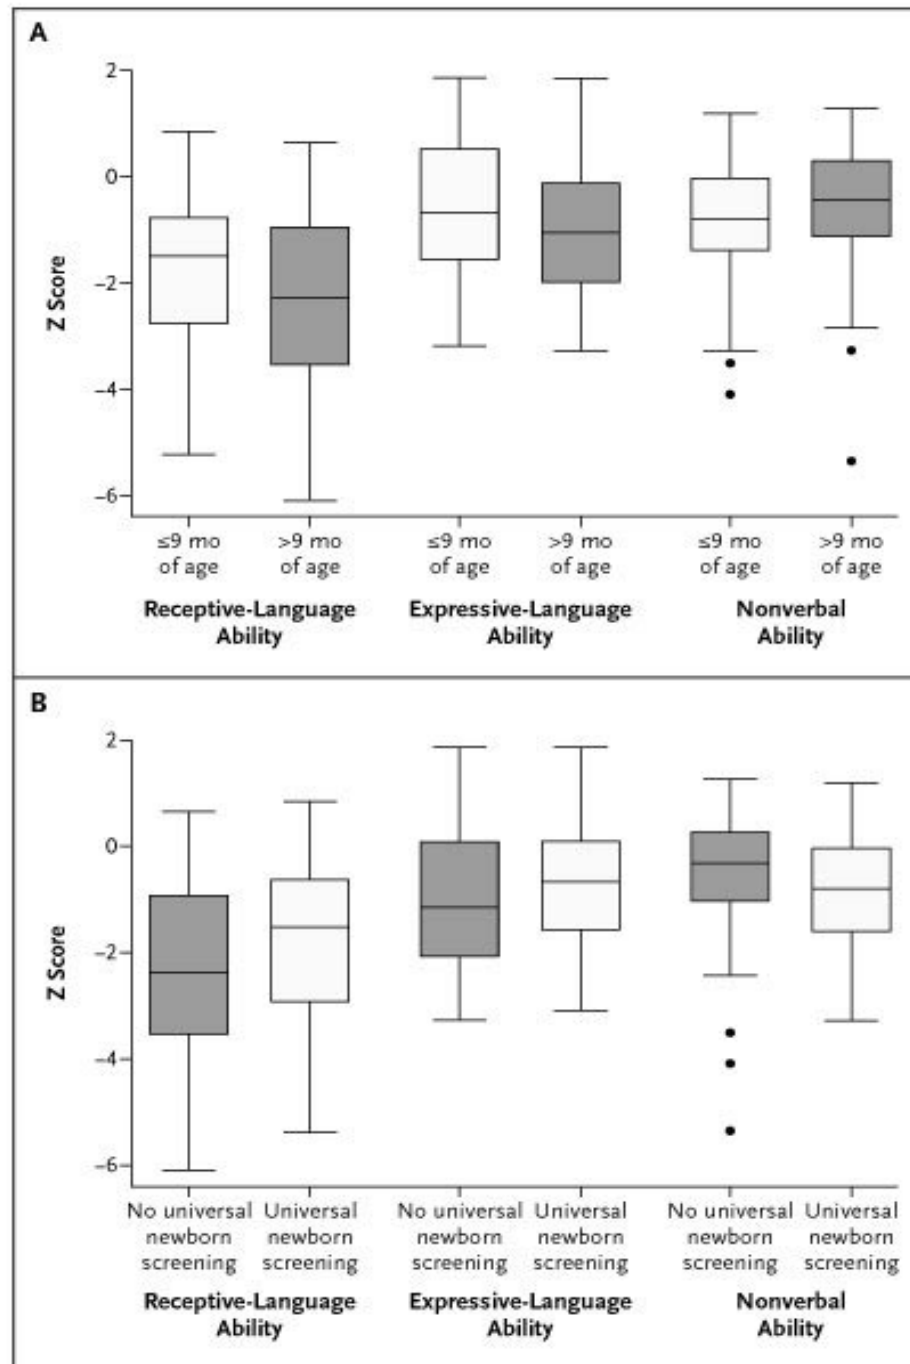 A
2
0
−2
−4
−6
Z Score
≤9 mo >9 mo ≤9 mo >9 mo ≤9 mo >9 mo
of age of age of age of age of age of age
Receptive-Language Expressive-Language Nonverbal
Ability Ability Ability
B
2
0
−2
−4
−6
Z Score
No universal Universal No universal Universal No universal Universal
newborn newborn newborn newborn newborn newborn
screening screening screening screening screening screening
Receptive-Language Expressive-Language Nonverbal
Ability Ability Ability